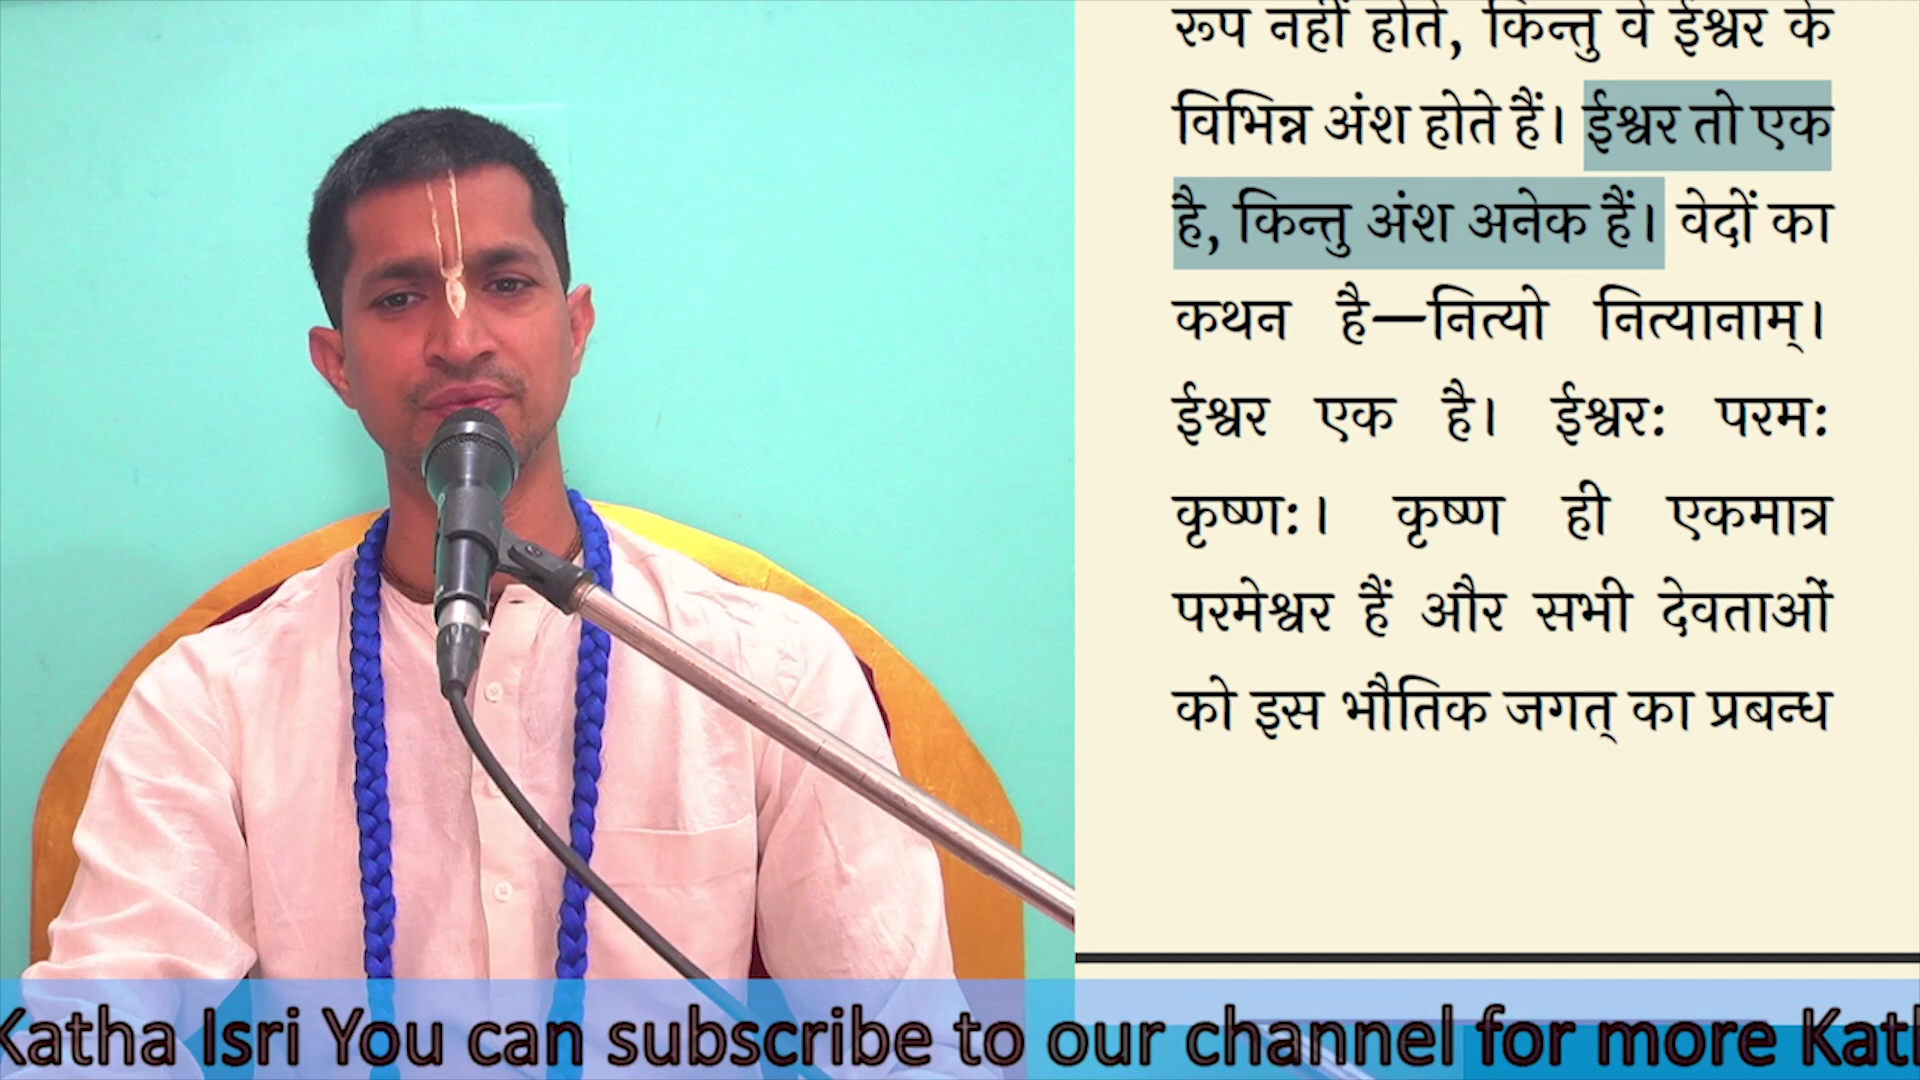 रूप नहीं होते, किन्तु वे ईश्वर के
विभिन्न अंश होते हैं। ईश्वर तो एक
है, किन्तु अंश अनेक हैं। वेदों का
कथन है—नित्यो नित्यानाम्।
ईश्वर एक है। ईश्वरः परमः
कृष्णः। कृष्ण ही एकमात्र
परमेश्वर हैं और सभी देवताओं
को इस भौतिक जगत् का प्रबन्ध
Katha Isri You can subscribe to our channel for more